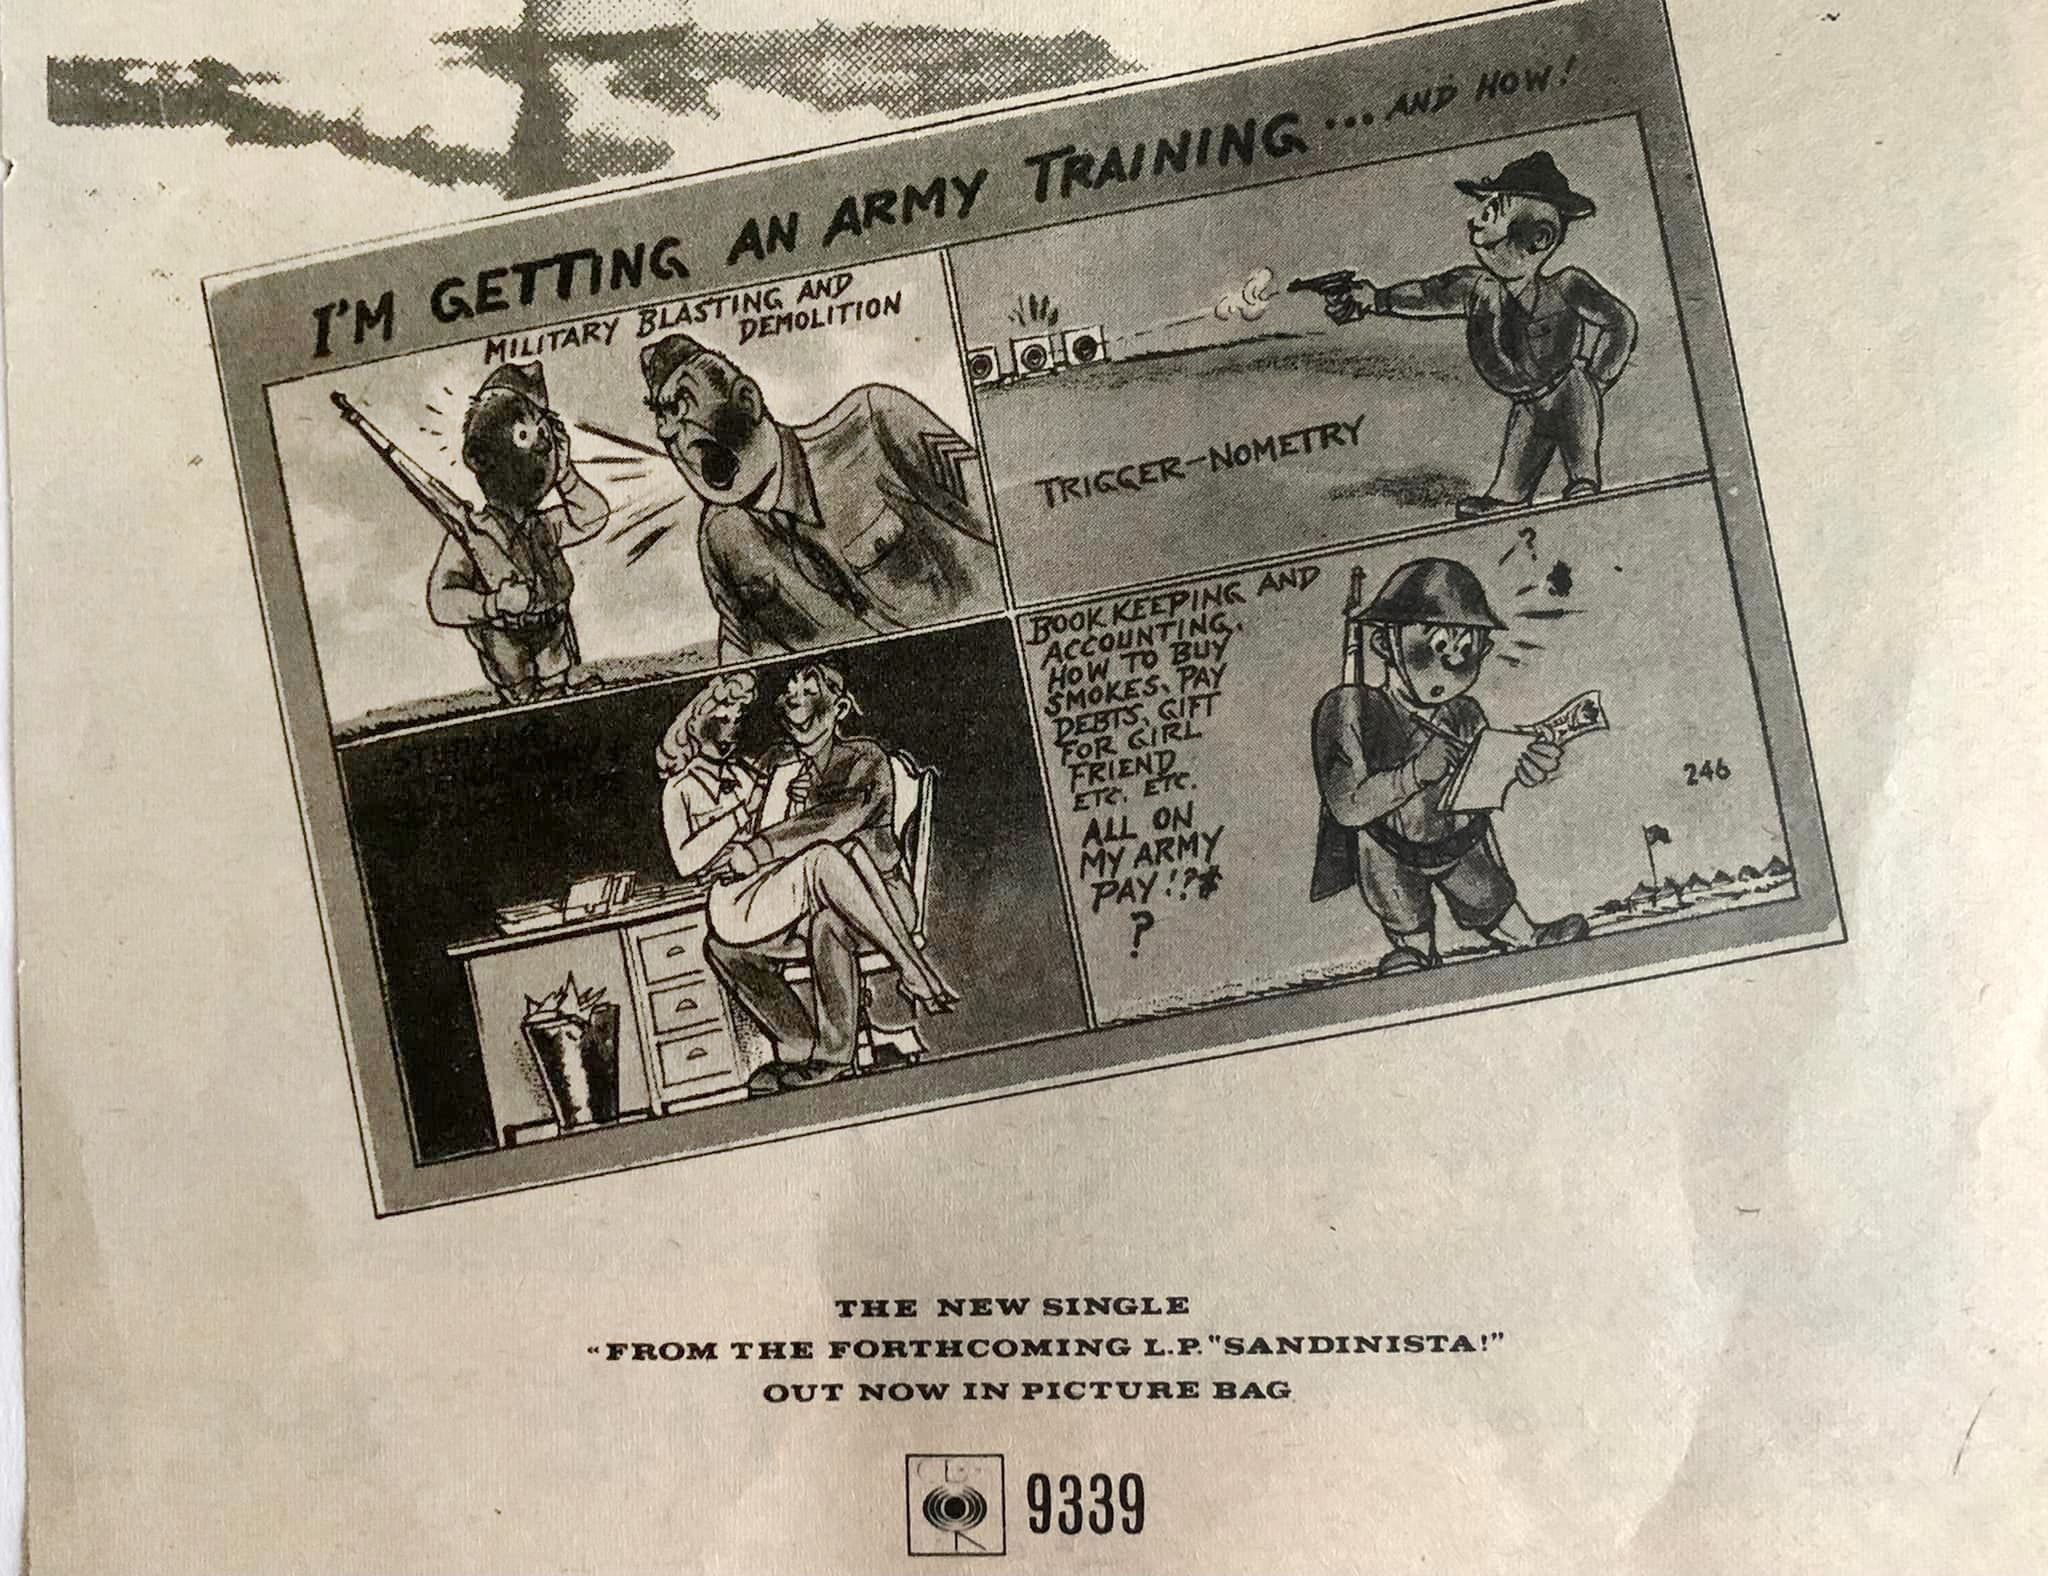 I'M GETTING AN ARMY TRAINING... AND HOW!
MILITARY BLASTING AND
DEMOLITION
TRIGGER-NOMETRY
BOOKKEEPING AND
ACCOUNTING.
HOW TO BUY
SMOKES, PAY
DEBTS, GIFT
FOR GIRL
FRIEND
ETC. ETC.
ALL ON
MY ARMY
PAY!?*
?
?
246
THE NEW SINGLE
"FROM THE FORTHCOMING L.P. "SANDINISTA!"
OUT NOW IN PICTURE BAG
9339